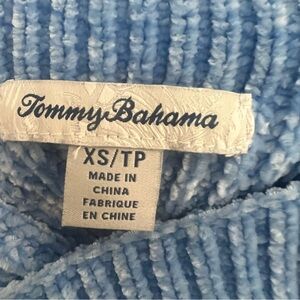 Tommy Bahama
XS/TP
MADE IN
CHINA
FABRIQUE
EN CHINE